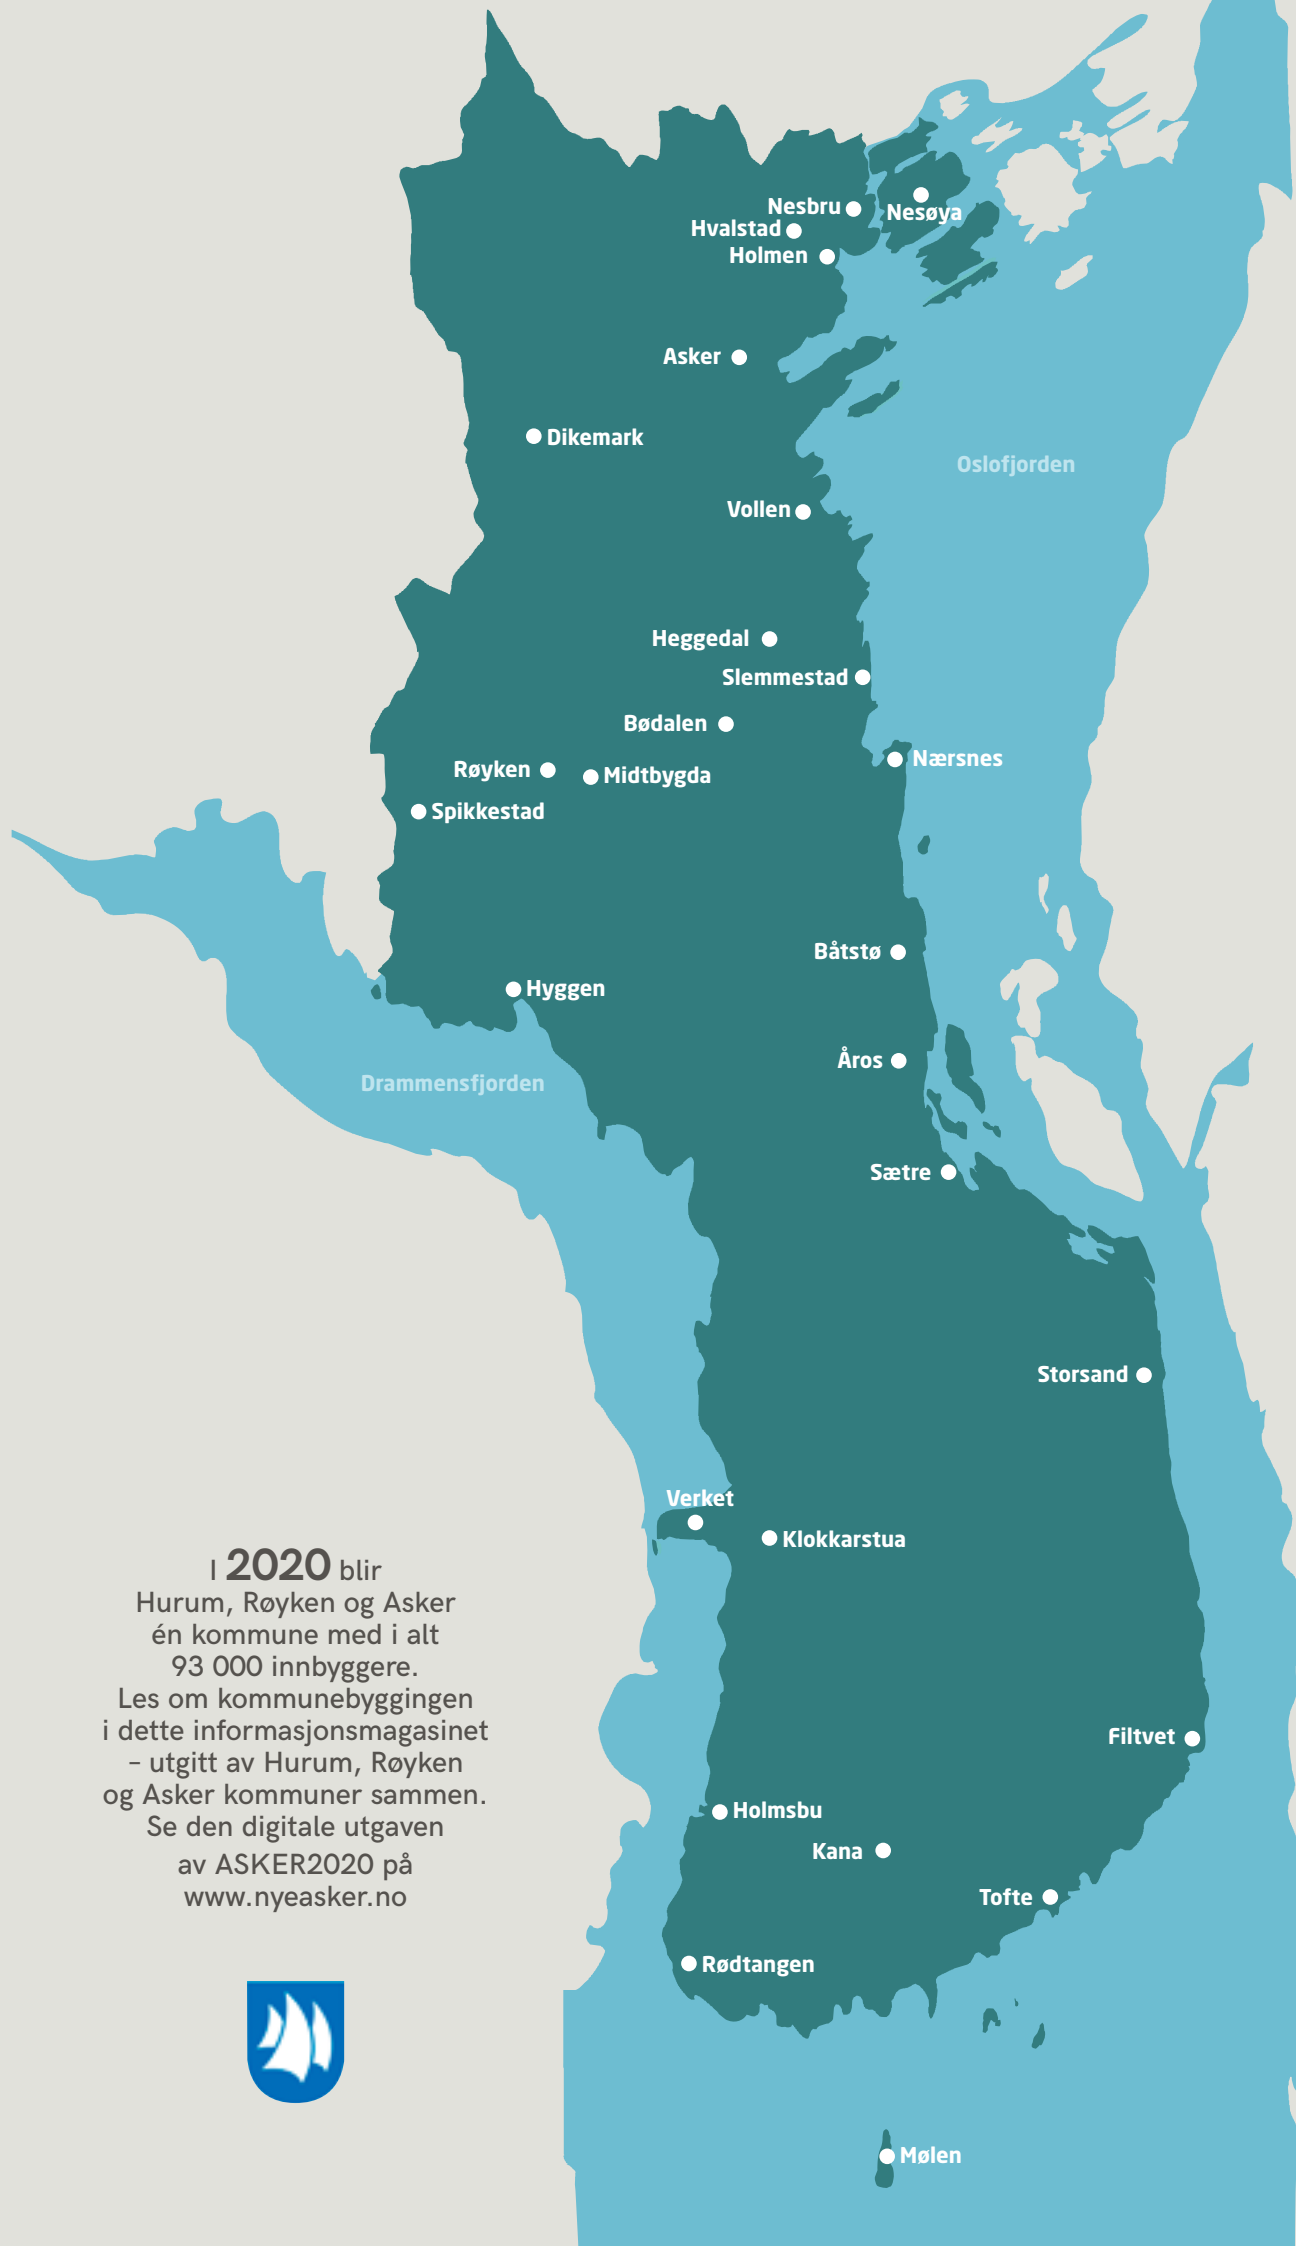 Nesbru
Nesøya
Hvalstad
Holmen
Asker
Dikemark
Oslofjorden
Vollen
Heggedal
Slemmestad
Bødalen
Nærsnes
Røyken
Midtbygda
Spikkestad
Båtstø
Hyggen
Åros
Drammensfjorden
Sætre
Storsand
Verket
Klokkarstua
Filtvet
Holmsbu
Kana
Tofte
Rødtangen
Mølen
I 2020 blir
Hurum, Røyken og Asker
én kommune med i alt
93 000 innbyggere.
Les om kommunebyggingen
i dette informasjonsmagasinet
– utgitt av Hurum, Røyken
og Asker kommuner sammen.
Se den digitale utgaven
av ASKER2020 på
www.nyeasker.no